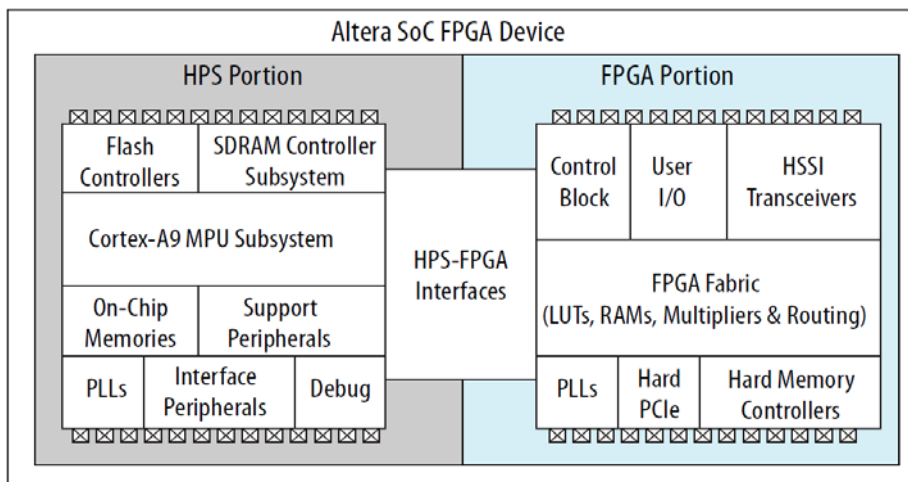 Altera SoC FPGA Device
HPS Portion
FPGA Portion
Flash
Controllers
SDRAM Controller
Subsystem
Cortex-A9 MPU Subsystem
On-Chip
Memories
Support
Peripherals
PLLs
Interface
Peripherals
Debug
HPS-FPGA
Interfaces
Control
Block
User
I/O
HSSI
Transceivers
FPGA Fabric
(LUTs, RAMs, Multipliers & Routing)
PLLs
Hard
PCIe
Hard Memory
Controllers